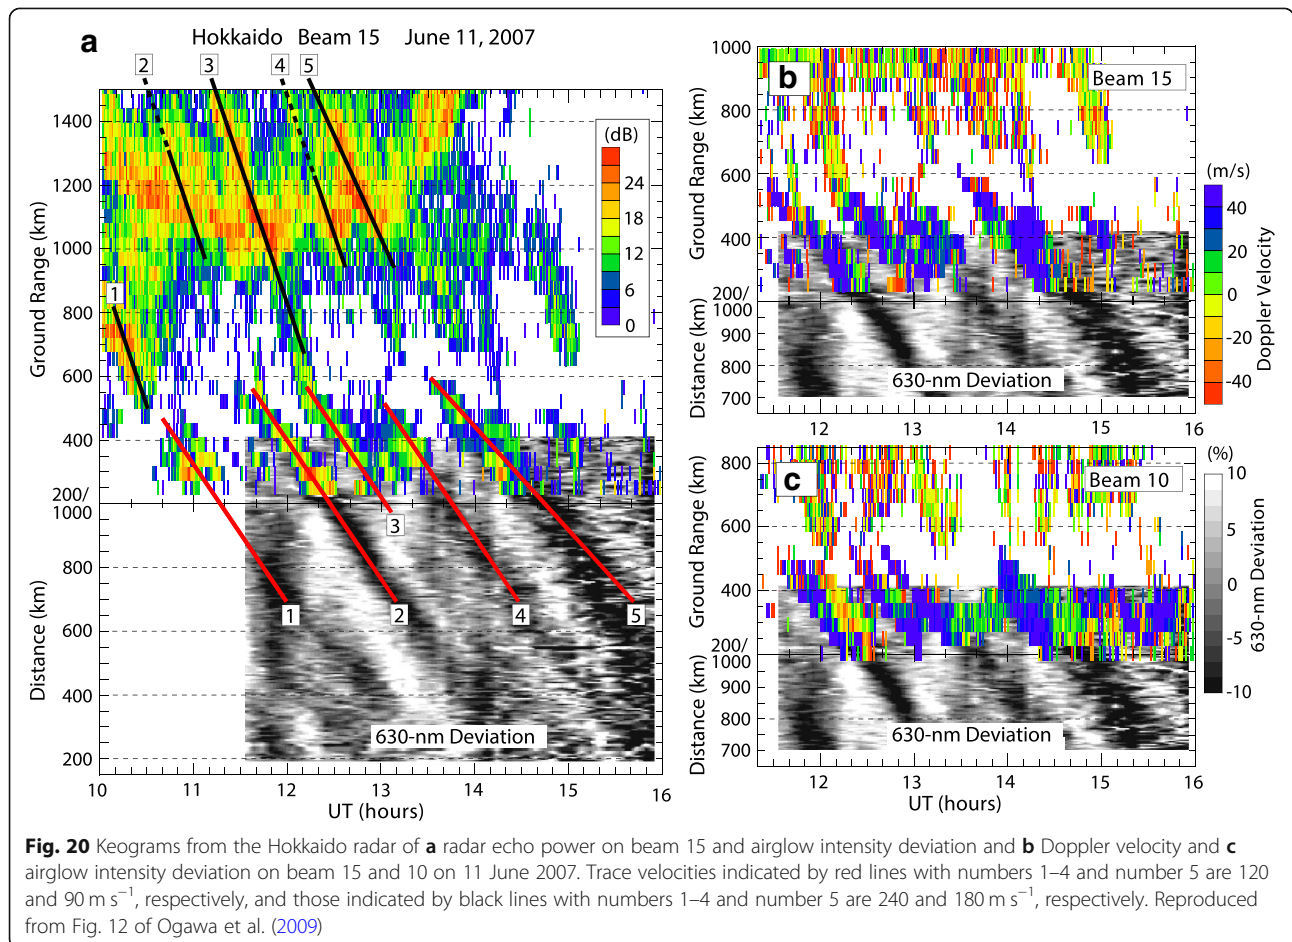 a
Hokkaido Beam 15 June 11, 2007
2 3 4 5
1
1400
1200
1000
800
600
400
200/
Ground Range (km)
(dB)
24
18
12
6
0
1000
800
600
400
200
Distance (km)
3
1 2 4 5
630-nm Deviation
10 11 12 13 14 15 16
UT (hours)
b
Beam 15
1000
800
600
400
200/
Ground Range (km)
1000
900
800
700
Distance (km)
630-nm Deviation
12 13 14 15 16
(m/s)
40
20
0
-20
-40
Doppler Velocity
c
Beam 10
800
600
400
200/
Ground Range (km)
1000
900
800
700
Distance (km)
630-nm Deviation
12 13 14 15 16
UT (hours)
(%)
10
5
0
-5
-10
630-nm Deviation
Fig. 20 Keograms from the Hokkaido radar of a radar echo power on beam 15 and airglow intensity deviation and b Doppler velocity and c
airglow intensity deviation on beam 15 and 10 on 11 June 2007. Trace velocities indicated by red lines with numbers 1–4 and number 5 are 120
and 90 m s⁻¹, respectively, and those indicated by black lines with numbers 1–4 and number 5 are 240 and 180 m s⁻¹, respectively. Reproduced
from Fig. 12 of Ogawa et al. (2009)